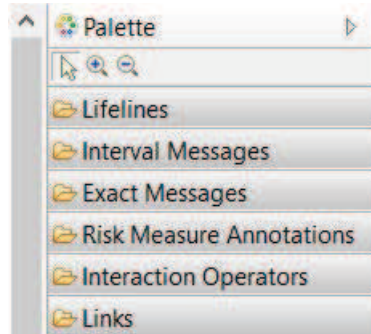 Palette
Lifelines
Interval Messages
Exact Messages
Risk Measure Annotations
Interaction Operators
Links